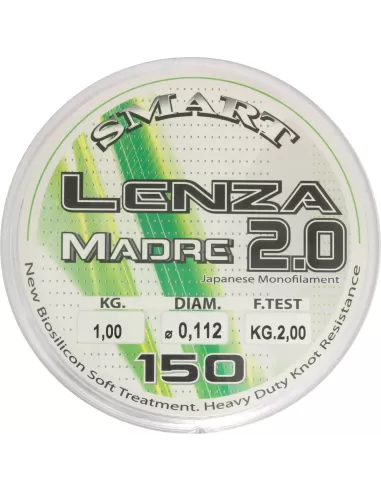 SMART
LENZA
MADRE 2.0
Japanese Monofilament
KG. DIAM. F.TEST
1,00 ø 0,112 KG.2,00
150
New Biosilicon Soft Treatment. Heavy Duty Knot Resistance